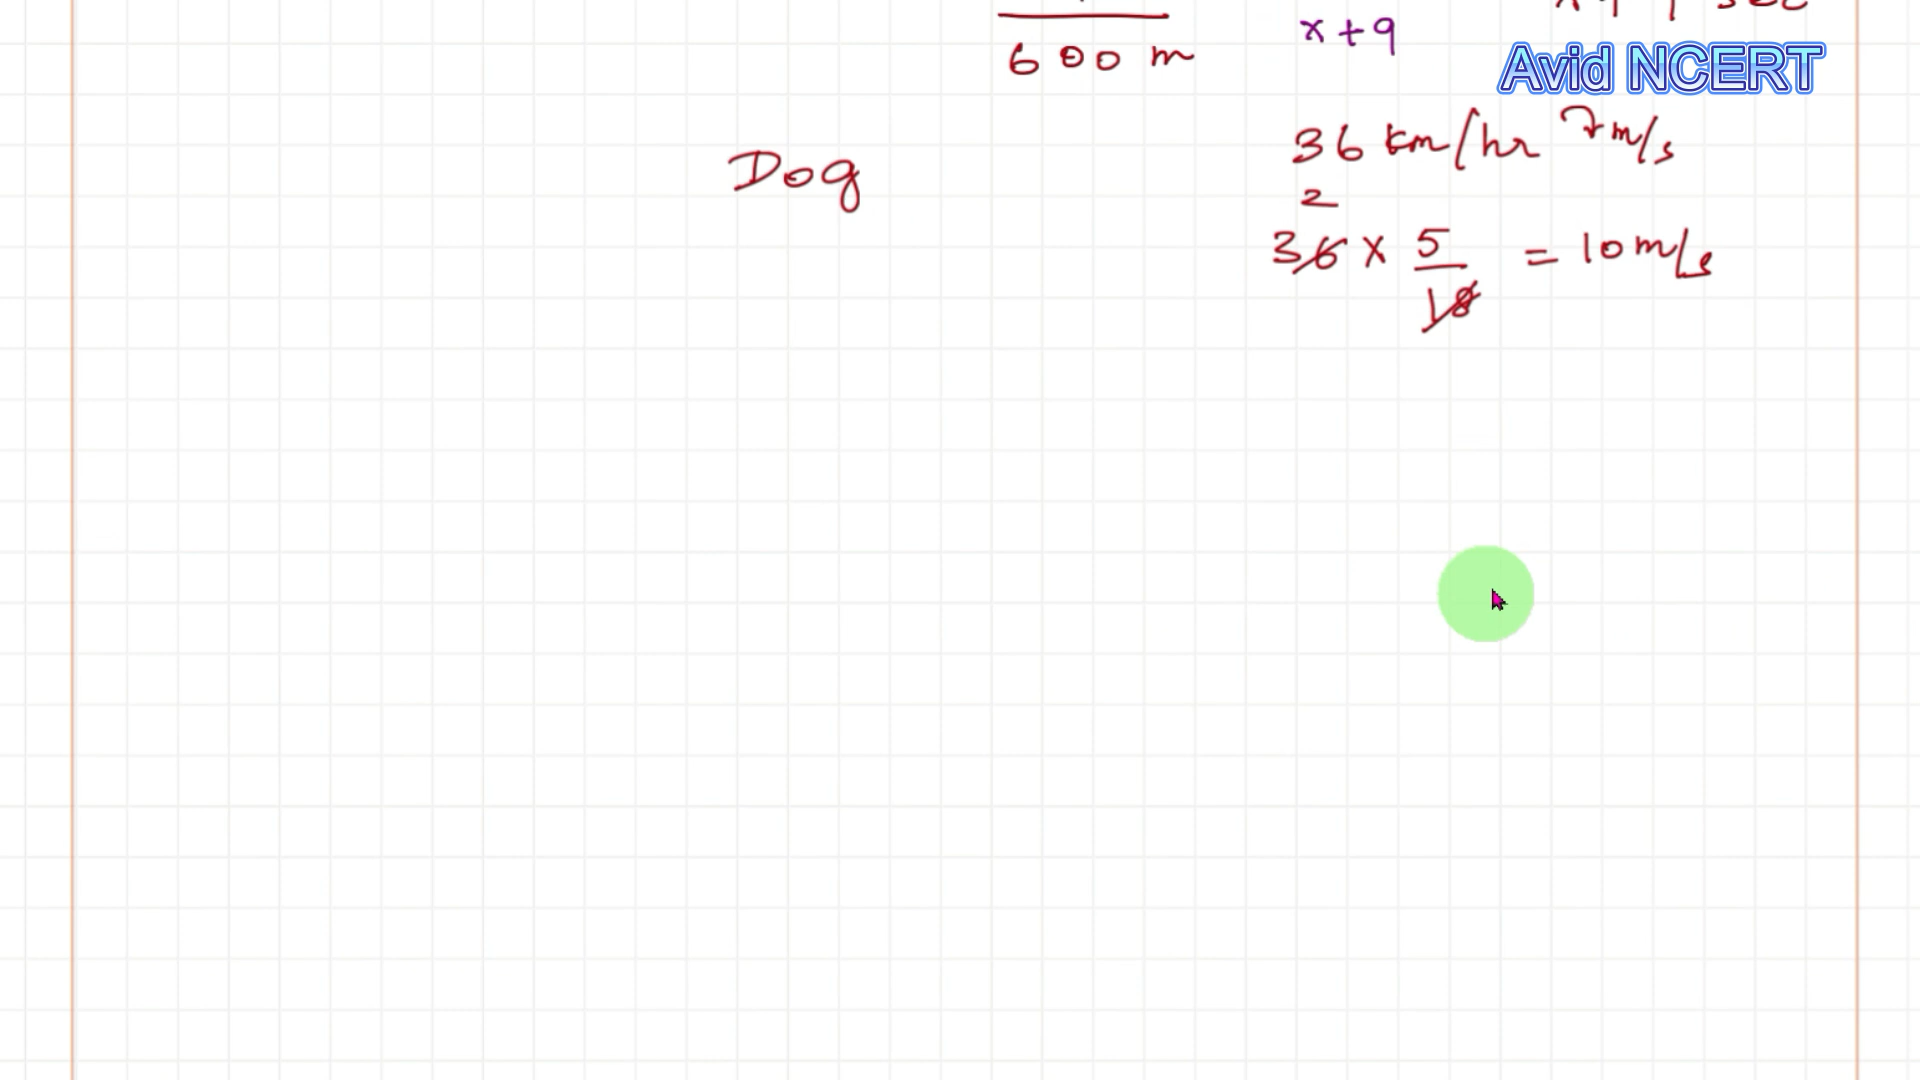 600 m
x+9
Avid NCERT
36 km/hr → m/s
Dog
2
36 × 5/18 = 10 m/s